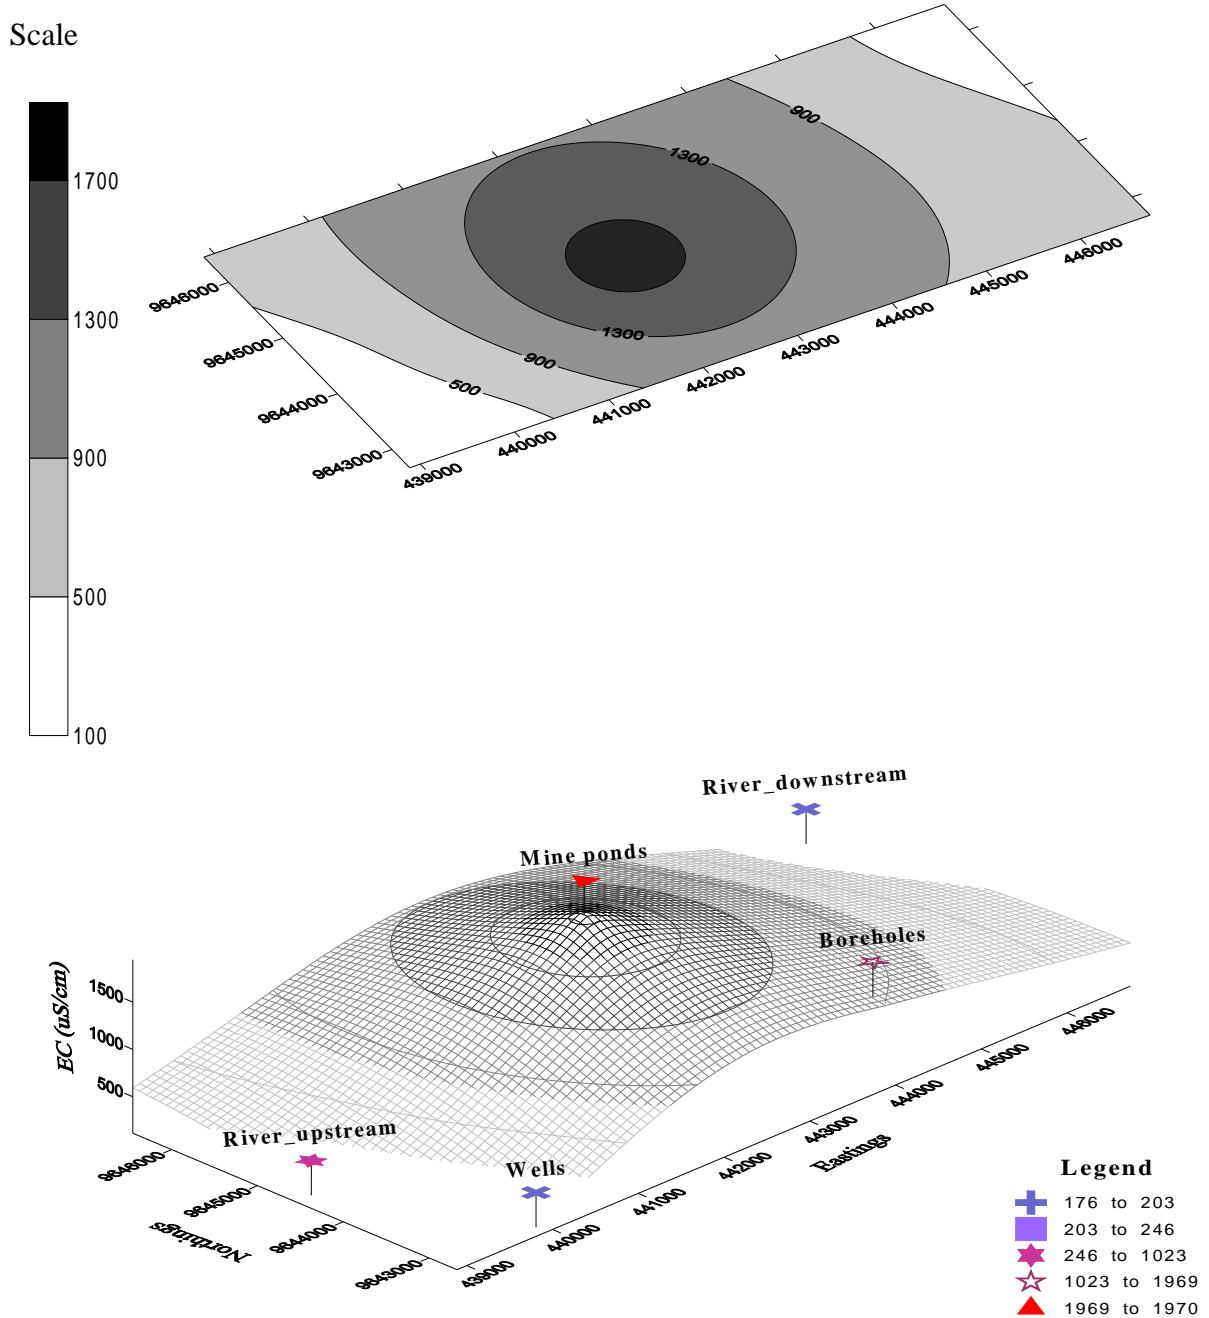 Scale
1700
1300
900
500
100
900
1300
1300
900
500
9646000
9645000
9644000
9643000
439000
440000
441000
442000
443000
444000
445000
446000
River_downstream
Mine ponds
Boreholes
EC (uS/cm)
1500
1000
500
River_upstream
Wells
9646000
9645000
9644000
9643000
Northings
439000
440000
441000
442000
443000
444000
445000
446000
Eastings
Legend
176 to 203
203 to 246
246 to 1023
1023 to 1969
1969 to 1970